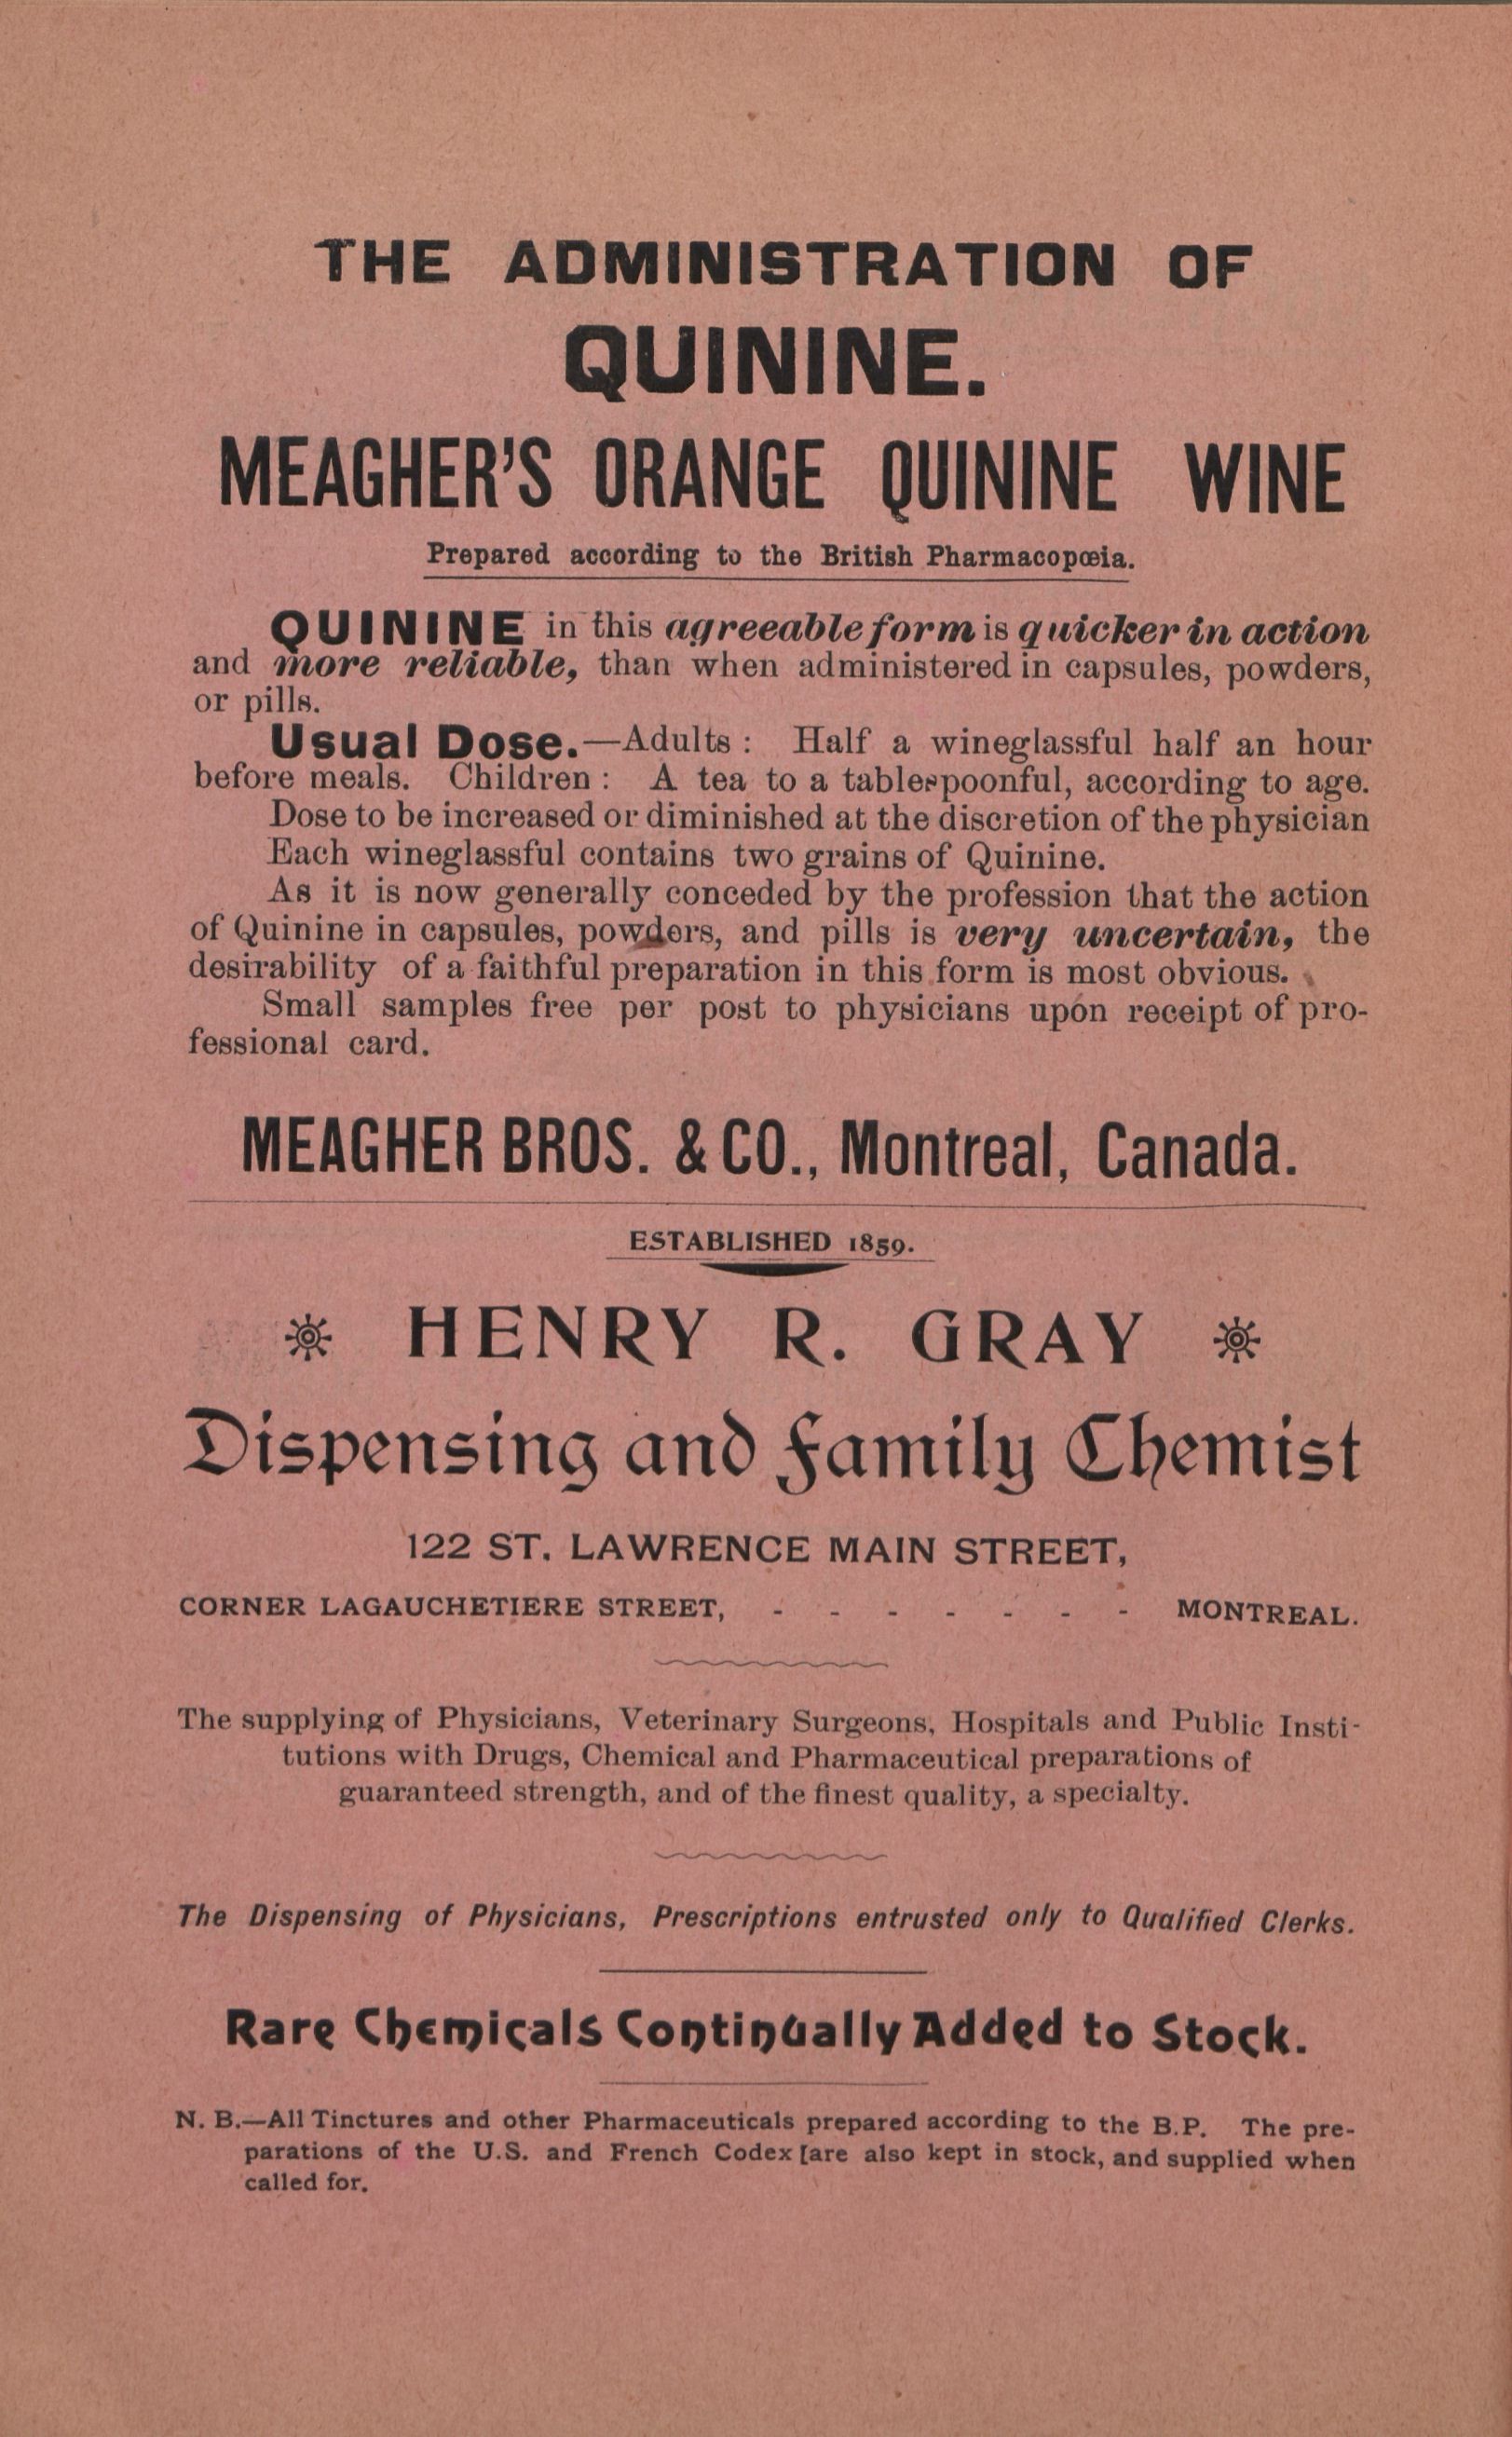 THE ADMINISTRATION OF
QUININE.
MEAGHER'S ORANGE QUININE WINE
Prepared according to the British Pharmacopœia.
QUININE in this agreeable form is quicker in action
and more reliable, than when administered in capsules, powders,
or pills.
Usual Dose.—Adults: Half a wineglassful half an hour
before meals. Children: A tea to a tablespoonful, according to age.
Dose to be increased or diminished at the discretion of the physician
Each wineglassful contains two grains of Quinine.
As it is now generally conceded by the profession that the action
of Quinine in capsules, powders, and pills is very uncertain, the
desirability of a faithful preparation in this form is most obvious.
Small samples free per post to physicians upon receipt of pro-
fessional card.
MEAGHER BROS. & CO., Montreal, Canada.
ESTABLISHED 1859.
HENRY R. GRAY
Dispensing and Family Chemist
122 ST. LAWRENCE MAIN STREET,
CORNER LAGAUCHETIERE STREET, - - - - - - - MONTREAL.
The supplying of Physicians, Veterinary Surgeons, Hospitals and Public Insti-
tutions with Drugs, Chemical and Pharmaceutical preparations of
guaranteed strength, and of the finest quality, a specialty.
The Dispensing of Physicians, Prescriptions entrusted only to Qualified Clerks.
Rare Chemicals Continually Added to Stock.
N. B.—All Tinctures and other Pharmaceuticals prepared according to the B.P. The pre-
parations of the U.S. and French Codex [are also kept in stock, and supplied when
called for.